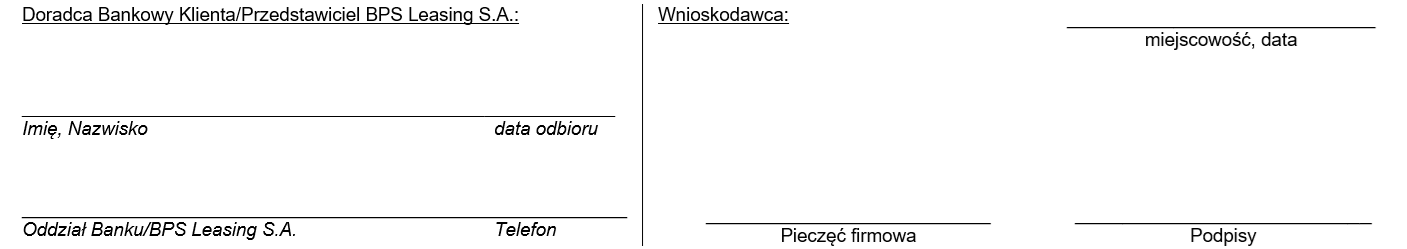 Doradca Bankowy Klienta/Przedstawiciel BPS Leasing S.A.:
Imię, Nazwisko data odbioru
Oddział Banku/BPS Leasing S.A. Telefon
Wnioskodawca:
miejscowość, data
Pieczęć firmowa Podpisy